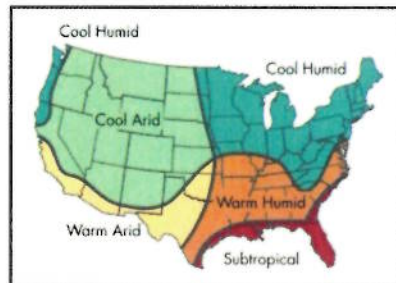 Cool Humid
Cool Humid
Cool Arid
Warm Humid
Warm Arid
Subtropical